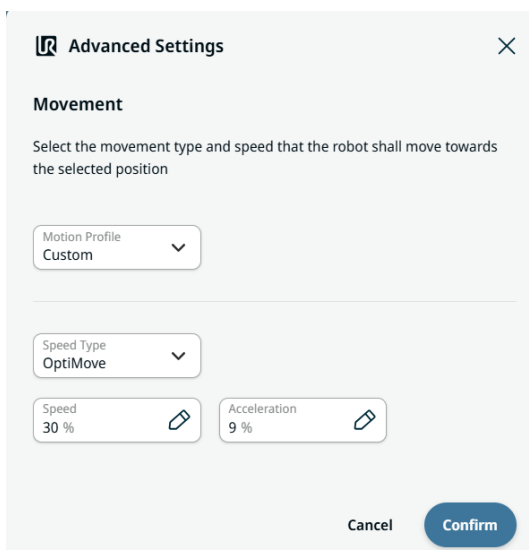 UR Advanced Settings
Movement
Select the movement type and speed that the robot shall move towards
the selected position
Motion Profile
Custom
Speed Type
OptiMove
Speed
30 %
Acceleration
9 %
Cancel
Confirm